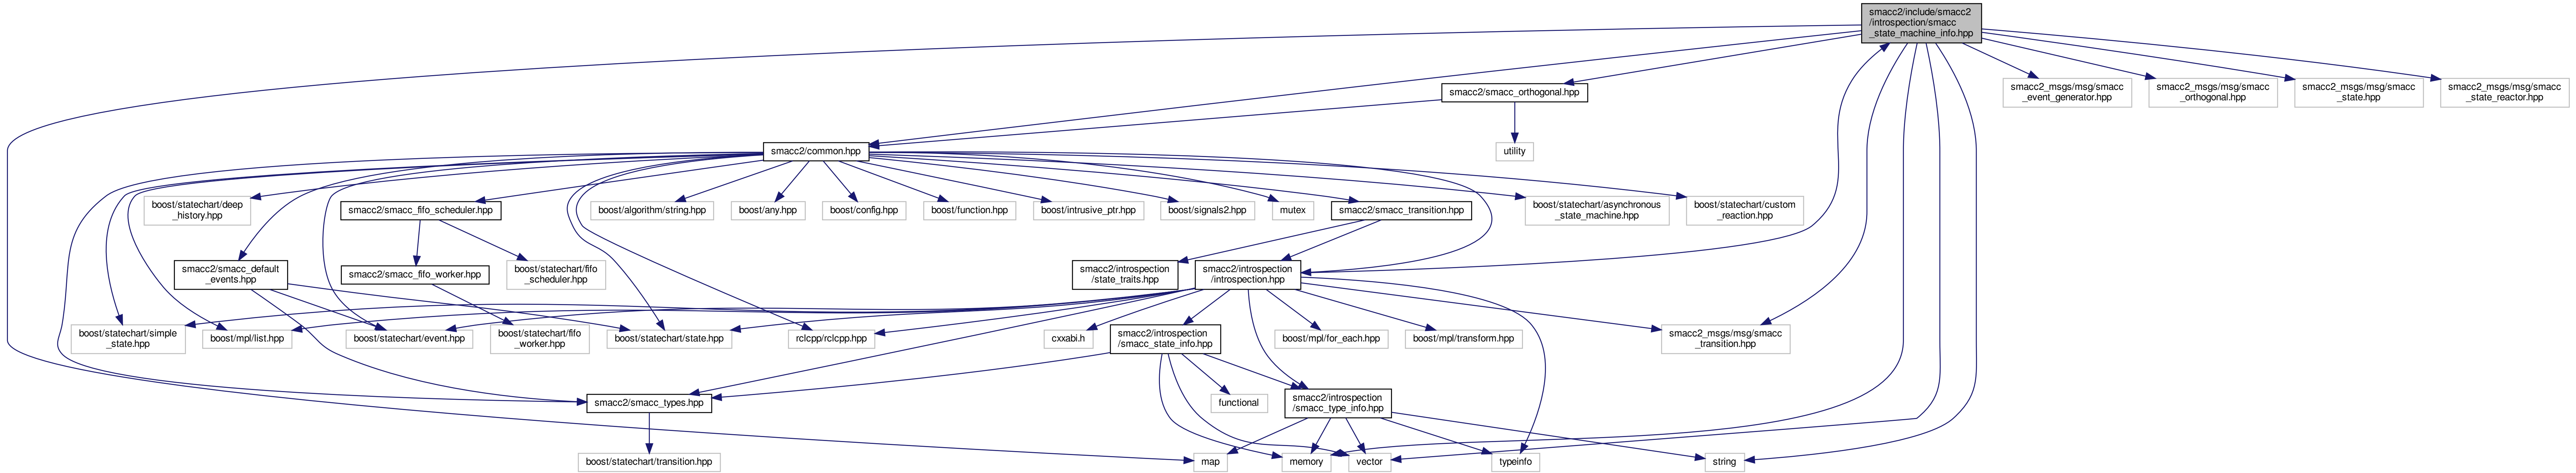 smacc2/include/smacc2
/introspection/smacc
_state_machine_info.hpp
smacc2/smacc_orthogonal.hpp
smacc2_msgs/msg/smacc
_event_generator.hpp
smacc2_msgs/msg/smacc
_orthogonal.hpp
smacc2_msgs/msg/smacc
_state.hpp
smacc2_msgs/msg/smacc
_state_reactor.hpp
smacc2/common.hpp
utility
boost/statechart/deep
_history.hpp
smacc2/smacc_fifo_scheduler.hpp
boost/algorithm/string.hpp
boost/any.hpp
boost/config.hpp
boost/function.hpp
boost/intrusive_ptr.hpp
boost/signals2.hpp
mutex
smacc2/smacc_transition.hpp
boost/statechart/asynchronous
_state_machine.hpp
boost/statechart/custom
_reaction.hpp
smacc2/smacc_default
_events.hpp
smacc2/smacc_fifo_worker.hpp
boost/statechart/fifo
_scheduler.hpp
smacc2/introspection
/state_traits.hpp
smacc2/introspection
/introspection.hpp
boost/statechart/simple
_state.hpp
boost/mpl/list.hpp
boost/statechart/event.hpp
boost/statechart/fifo
_worker.hpp
boost/statechart/state.hpp
rclcpp/rclcpp.hpp
cxxabi.h
smacc2/introspection
/smacc_state_info.hpp
boost/mpl/for_each.hpp
boost/mpl/transform.hpp
smacc2_msgs/msg/smacc
_transition.hpp
smacc2/smacc_types.hpp
functional
smacc2/introspection
/smacc_type_info.hpp
boost/statechart/transition.hpp
map
memory
vector
typeinfo
string